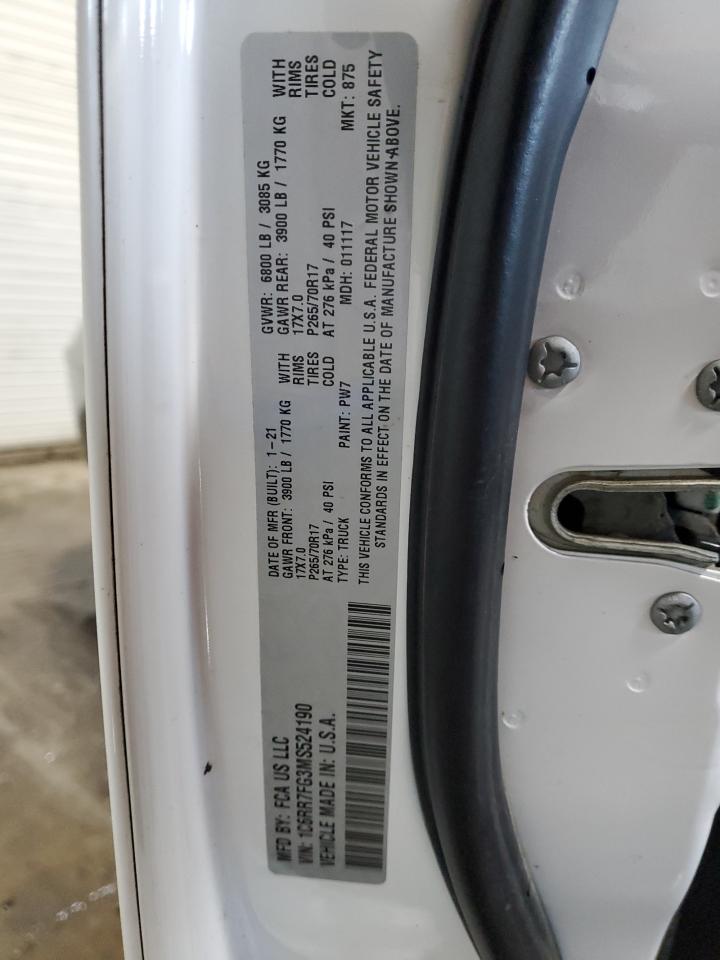 MFD BY: FCA US LLC
VIN: 1C6RR7FG3MS524190
VEHICLE MADE IN: U.S.A.
DATE OF MFR (BUILT): 1-21
GAWR FRONT: 3900 LB / 1770 KG WITH
17X7.0 RIMS
P265/70R17 TIRES
AT 276 kPa / 40 PSI COLD
GVWR: 6800 LB / 3085 KG
GAWR REAR: 3900 LB / 1770 KG WITH
17X7.0 RIMS
P265/70R17 TIRES
AT 276 kPa / 40 PSI COLD
TYPE: TRUCK PAINT: PW7 MDH: 011117 MKT: 875
THIS VEHICLE CONFORMS TO ALL APPLICABLE U.S.A. FEDERAL MOTOR VEHICLE SAFETY
STANDARDS IN EFFECT ON THE DATE OF MANUFACTURE SHOWN ABOVE.